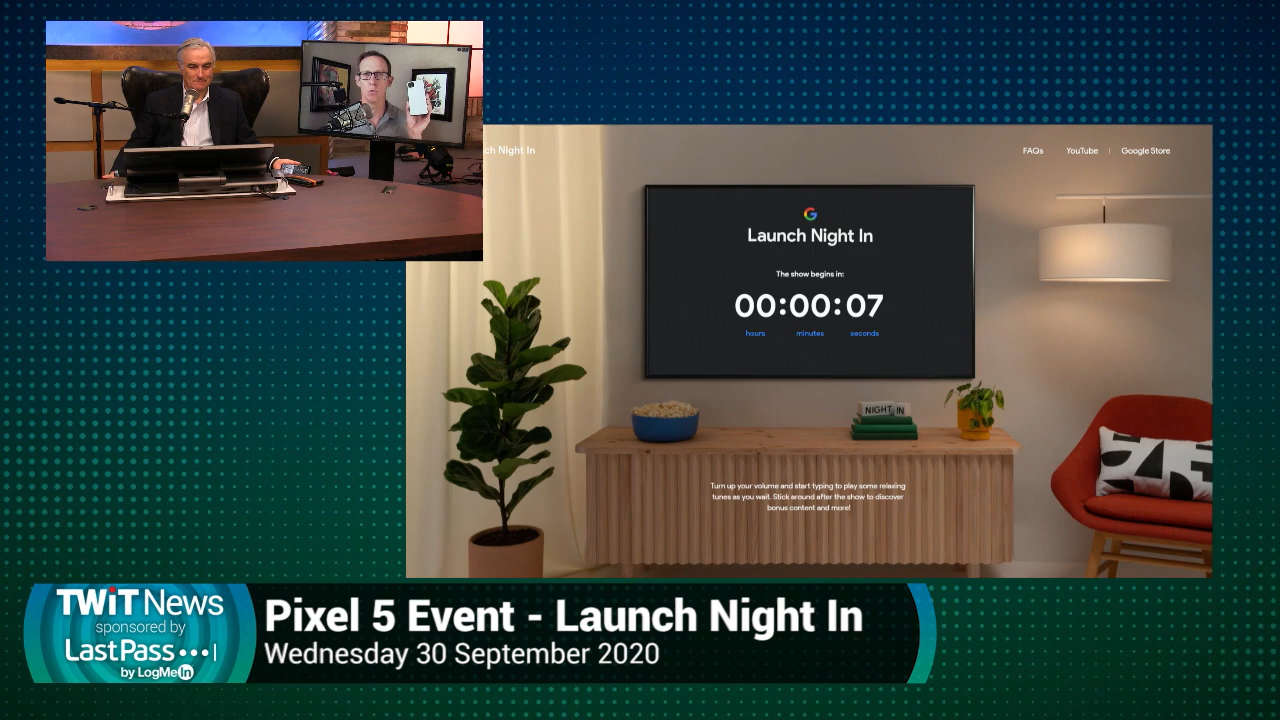 ch Night In
FAQs
YouTube
Google Store
G
Launch Night In
The show begins in:
00:00:07
hours
minutes
seconds
NIGHT IN
Turn up your volume and start typing to play some relaxing
tunes as you wait. Stick around after the show to discover
bonus content and more!
TWiT News
sponsored by
LastPass•••|
by LogMeIn
Pixel 5 Event - Launch Night In
Wednesday 30 September 2020